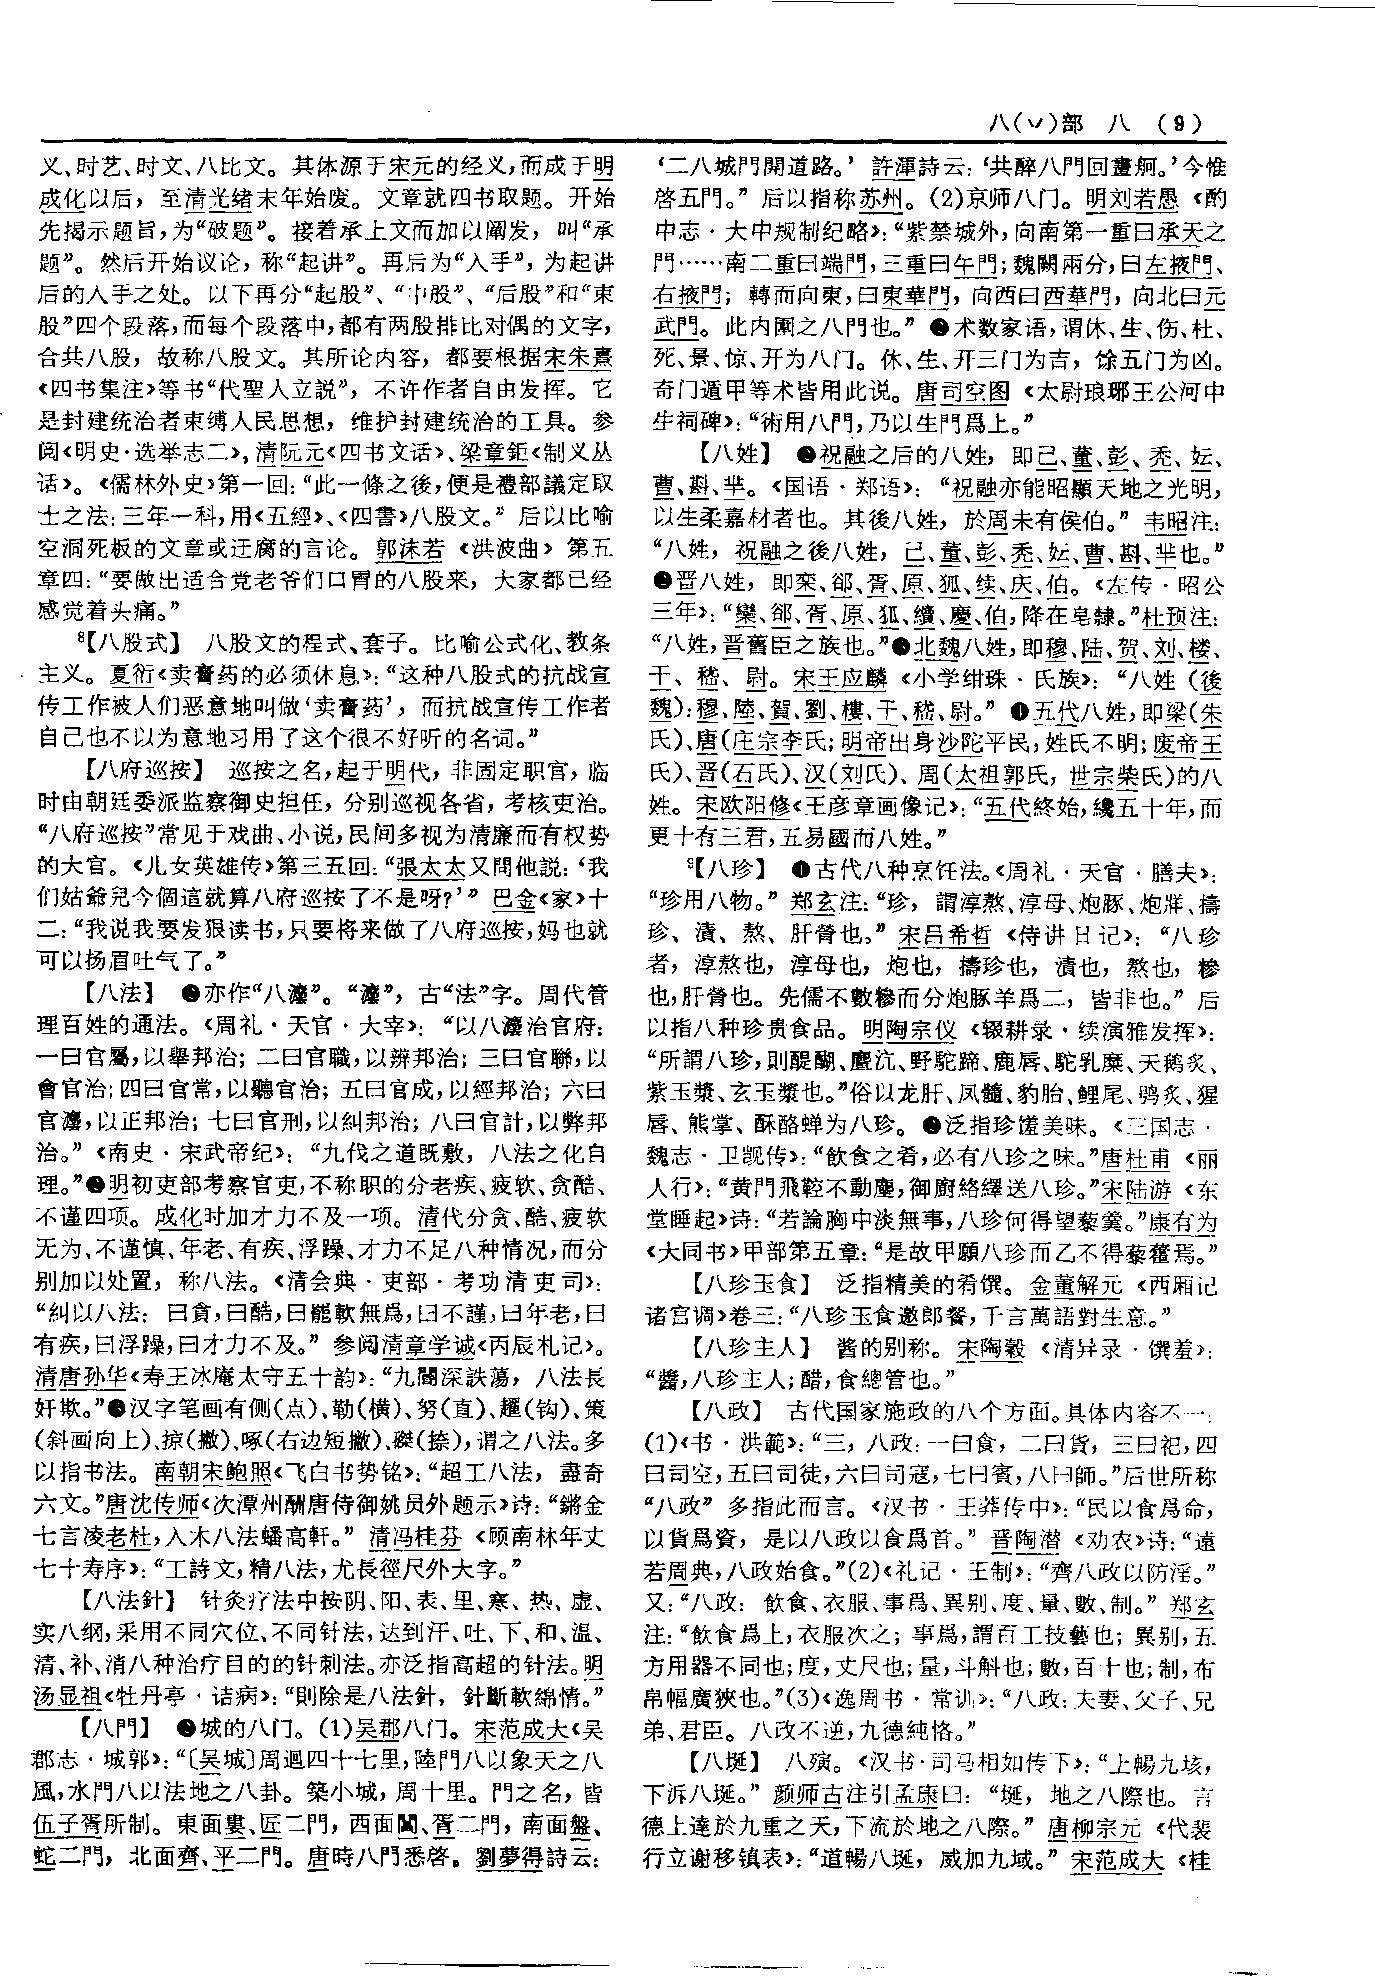 八(丷)部　八　(9)
义、时艺、时文、八比文。其体源于宋元的经义，而成于明
成化以后，至清光绪末年始废。文章就四书取题。开始
先揭示题旨，为“破题”。接着承上文而加以阐发，叫“承
题”。然后开始议论，称“起讲”。再后为“入手”，为起讲
后的入手之处。以下再分“起股”、“中股”、“后股”和“束
股”四个段落，而每个段落中，都有两股排比对偶的文字，
合共八股，故称八股文。其所论内容，都要根据宋朱熹
《四书集注》等书“代聖人立説”，不许作者自由发挥。它
是封建统治者束缚人民思想，维护封建统治的工具。参
阅《明史·选举志二》，清阮元《四书文话》、梁章鉅《制义丛
话》。《儒林外史》第一回：“此一條之後，便是禮部議定取
士之法：三年一科，用《五經》、《四書》八股文。”后以比喻
空洞死板的文章或迂腐的言论。郭沫若《洪波曲》第五
章四：“要做出适合党老爷们口胃的八股来，大家都已经
感觉着头痛。”
8【八股式】　八股文的程式、套子。比喻公式化、教条
主义。夏衍《卖膏药的必须休息》：“这种八股式的抗战宣
传工作被人们恶意地叫做‘卖膏药’，而抗战宣传工作者
自己也不以为意地习用了这个很不好听的名词。”
【八府巡按】　巡按之名，起于明代，非固定职官，临
时由朝廷委派监察御史担任，分别巡视各省，考核吏治。
“八府巡按”常见于戏曲、小说，民间多视为清廉而有权势
的大官。《儿女英雄传》第三五回：“張太太又問他説：‘我
们姑爺兒今個這就算八府巡按了不是呀？’”巴金《家》十
二：“我说我要发狠读书，只要将来做了八府巡按，妈也就
可以扬眉吐气了。”
【八法】　❶亦作“八灋”。“灋”，古“法”字。周代管
理百姓的通法。《周礼·天官·大宰》：“以八灋治官府：
一曰官屬，以舉邦治；二曰官職，以辨邦治；三曰官聯，以
會官治；四曰官常，以聽官治；五曰官成，以經邦治；六曰
官灋，以正邦治；七曰官刑，以糾邦治；八曰官計，以弊邦
治。”《南史·宋武帝纪》：“九伐之道既敷，八法之化自
理。”❷明初吏部考察官吏，不称职的分老疾、疲软、贪酷、
不谨四项。成化时加才力不及一项。清代分贪、酷、疲软
无为、不谨慎、年老、有疾、浮躁、才力不足八种情况，而分
别加以处置，称八法。《清会典·吏部·考功清吏司》：
“糾以八法：曰貪，曰酷，曰罷軟無爲，曰不謹，曰年老，曰
有疾，曰浮躁，曰才力不及。”参阅清章学诚《丙辰札记》。
清唐孙华《寿王冰庵太守五十韵》：“九閽深詄蕩，八法長
奸欺。”❸汉字笔画有侧(点)、勒(横)、努(直)、趯(钩)、策
(斜画向上)、掠(撇)、啄(右边短撇)、磔(捺)，谓之八法。多
以指书法。南朝宋鲍照《飞白书势铭》：“超工八法，盡奇
六文。”唐沈传师《次潭州酬唐侍御姚员外题示》诗：“鏘金
七言凌老杜，入木八法蟠高軒。”清冯桂芬《顾南林年丈
七十寿序》：“工詩文，精八法，尤長徑尺外大字。”
【八法針】　针灸疗法中按阴、阳、表、里、寒、热、虚、
实八纲，采用不同穴位、不同针法，达到汗、吐、下、和、温、
清、补、消八种治疗目的的针刺法。亦泛指高超的针法。明
汤显祖《牡丹亭·诘病》：“則除是八法針，針斷軟綿情。”
【八門】　❶城的八门。(1)吴郡八门。宋范成大《吴
郡志·城郭》：“〔吴城〕周迴四十七里，陸門八以象天之八
風，水門八以法地之八卦。築小城，周十里。門之名，皆
伍子胥所制。東面婁、匠二門，西面閶、胥二門，南面盤、
蛇二門，北面齊、平二門。唐時八門悉啓。劉夢得詩云：
‘二八城門開道路。’許渾詩云：‘共醉八門回畫舸。’今惟
啓五門。”后以指称苏州。(2)京师八门。明刘若愚《酌
中志·大中规制纪略》：“紫禁城外，向南第一重曰承天之
門……南二重曰端門，三重曰午門；魏闕兩分，曰左掖門、
右掖門；轉而向東，曰東華門，向西曰西華門，向北曰元
武門。此内圍之八門也。”❷术数家语，谓休、生、伤、杜、
死、景、惊、开为八门。休、生、开三门为吉，馀五门为凶。
奇门遁甲等术皆用此说。唐司空图《太尉琅琊王公河中
生祠碑》：“術用八門，乃以生門爲上。”
【八姓】　❶祝融之后的八姓，即己、董、彭、秃、妘、
曹、斟、芈。《国语·郑语》：“祝融亦能昭顯天地之光明，
以生柔嘉材者也。其後八姓，於周未有侯伯。”韦昭注：
“八姓，祝融之後八姓，己、董、彭、秃、妘、曹、斟、芈也。”
❷晋八姓，即栾、郤、胥、原、狐、续、庆、伯。《左传·昭公
三年》：“欒、郤、胥、原、狐、續、慶、伯，降在皂隸。”杜预注：
“八姓，晋舊臣之族也。”❸北魏八姓，即穆、陆、贺、刘、楼、
于、嵇、尉。宋王应麟《小学绀珠·氏族》：“八姓（後
魏）：穆、陸、賀、劉、樓、于、嵇、尉。”❹五代八姓，即梁(朱
氏)、唐(庄宗李氏；明帝出身沙陀平民，姓氏不明；废帝王
氏)、晋(石氏)、汉(刘氏)、周(太祖郭氏，世宗柴氏)的八
姓。宋欧阳修《王彦章画像记》：“五代終始，纔五十年，而
更十有三君，五易國而八姓。”
9【八珍】　❶古代八种烹饪法。《周礼·天官·膳夫》：
“珍用八物。”郑玄注：“珍，謂淳熬、淳母、炮豚、炮牂、擣
珍、漬、熬、肝膋也。”宋吕希哲《侍讲日记》：“八珍
者，淳熬也，淳母也，炮也，擣珍也，漬也，熬也，糝
也，肝膋也。先儒不數糝而分炮豚羊爲二，皆非也。”后
以指八种珍贵食品。明陶宗仪《辍耕录·续演雅发挥》：
“所謂八珍，則醍醐、麆沆、野駝蹄、鹿唇、駝乳糜、天鹅炙、
紫玉漿、玄玉漿也。”俗以龙肝、凤髓、豹胎、鲤尾、鸮炙、猩
唇、熊掌、酥酪蝉为八珍。❷泛指珍馐美味。《三国志·
魏志·卫觊传》：“飲食之肴，必有八珍之味。”唐杜甫《丽
人行》：“黄門飛鞚不動塵，御厨絡繹送八珍。”宋陆游《东
堂睡起》诗：“若論胸中淡無事，八珍何得望藜羹。”康有为
《大同书》甲部第五章：“是故甲願八珍而乙不得藜藿焉。”
【八珍玉食】　泛指精美的肴馔。金董解元《西厢记
诸宫调》卷三：“八珍玉食邀郎餐，千言萬語對生意。”
【八珍主人】　酱的别称。宋陶穀《清异录·馔羞》：
“醬，八珍主人；醋，食總管也。”
【八政】　古代国家施政的八个方面。具体内容不一：
(1)《书·洪範》：“三，八政：一曰食，二曰貨，三曰祀，四
曰司空，五曰司徒，六曰司寇，七曰賓，八曰師。”后世所称
“八政”多指此而言。《汉书·王莽传中》：“民以食爲命，
以貨爲資，是以八政以食爲首。”晋陶潜《劝农》诗：“遠
若周典，八政始食。”(2)《礼记·王制》：“齊八政以防淫。”
又：“八政：飲食、衣服、事爲、異别、度、量、數、制。”郑玄
注：“飲食爲上，衣服次之；事爲，謂百工技藝也；異别，五
方用器不同也；度，丈尺也；量，斗斛也；數，百十也；制，布
帛幅廣狹也。”(3)《逸周书·常训》：“八政：夫妻、父子、兄
弟、君臣。八政不逆，九德純恪。”
【八埏】　八殥。《汉书·司马相如传下》：“上暢九垓，
下泝八埏。”颜师古注引孟康曰：“埏，地之八際也。言
德上達於九重之天，下流於地之八際。”唐柳宗元《代裴
行立谢移镇表》：“道暢八埏，威加九域。”宋范成大《桂